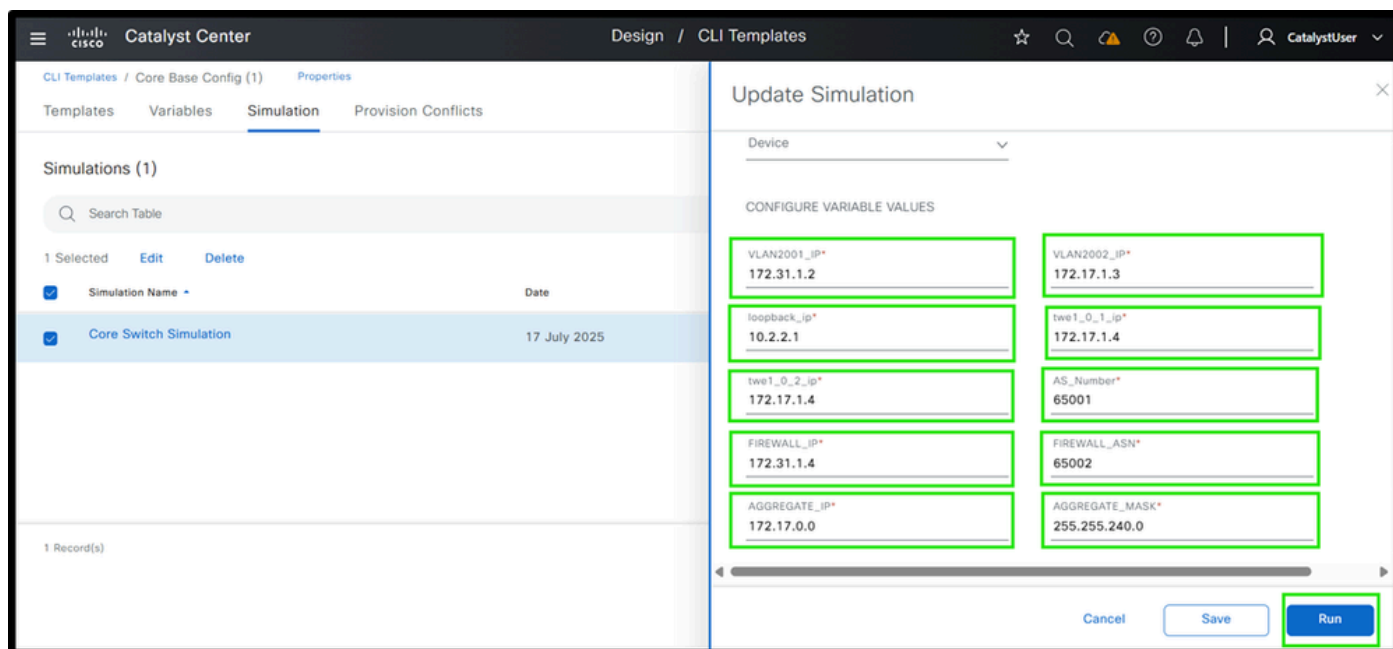 cisco Catalyst Center Design / CLI Templates CatalystUser
CLI Templates / Core Base Config (1) Properties
Templates Variables Simulation Provision Conflicts
Simulations (1)
Search Table
1 Selected Edit Delete
Simulation Name Date
Core Switch Simulation 17 July 2025
1 Record(s)
Update Simulation
Device
CONFIGURE VARIABLE VALUES
VLAN2001_IP* VLAN2002_IP*
172.31.1.2 172.17.1.3
loopback_ip* twe1_0_1_ip*
10.2.2.1 172.17.1.4
twe1_0_2_ip* AS_Number*
172.17.1.4 65001
FIREWALL_IP* FIREWALL_ASN*
172.31.1.4 65002
AGGREGATE_IP* AGGREGATE_MASK*
172.17.0.0 255.255.240.0
Cancel Save Run